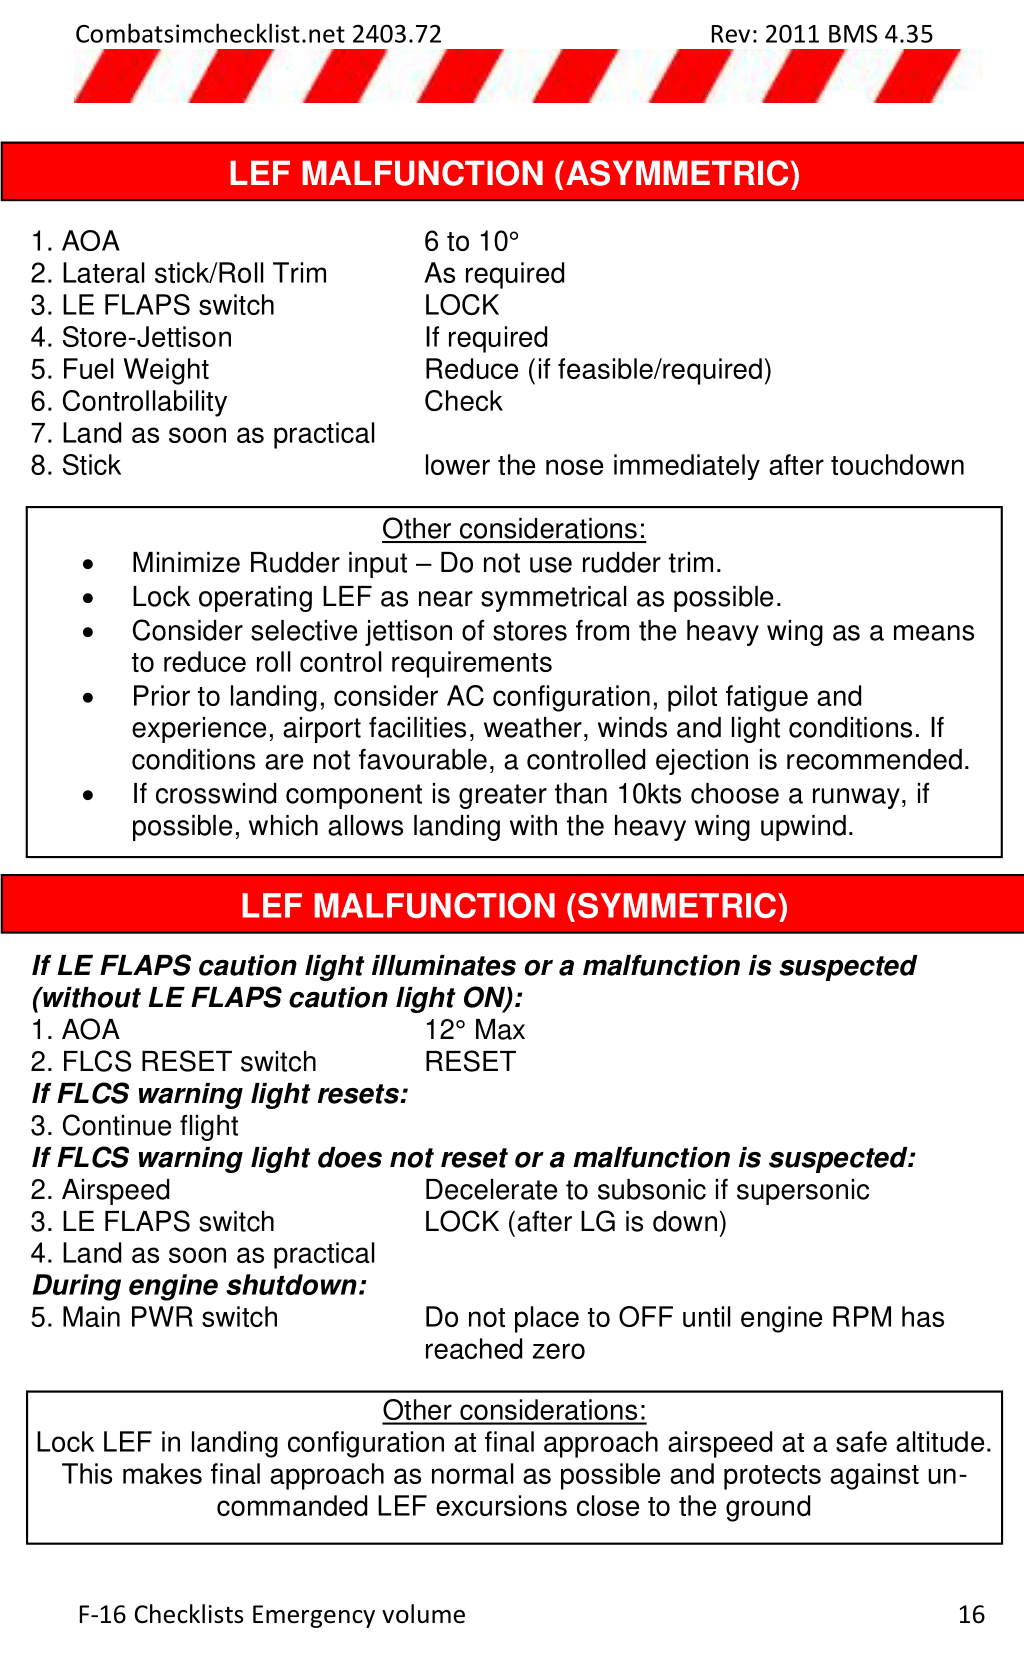 Combatsimchecklist.net 2403.72 Rev: 2011 BMS 4.35
LEF MALFUNCTION (ASYMMETRIC)
1. AOA 6 to 10°
2. Lateral stick/Roll Trim As required
3. LE FLAPS switch LOCK
4. Store-Jettison If required
5. Fuel Weight Reduce (if feasible/required)
6. Controllability Check
7. Land as soon as practical
8. Stick lower the nose immediately after touchdown
Other considerations:
• Minimize Rudder input – Do not use rudder trim.
• Lock operating LEF as near symmetrical as possible.
• Consider selective jettison of stores from the heavy wing as a means
to reduce roll control requirements
• Prior to landing, consider AC configuration, pilot fatigue and
experience, airport facilities, weather, winds and light conditions. If
conditions are not favourable, a controlled ejection is recommended.
• If crosswind component is greater than 10kts choose a runway, if
possible, which allows landing with the heavy wing upwind.
LEF MALFUNCTION (SYMMETRIC)
If LE FLAPS caution light illuminates or a malfunction is suspected
(without LE FLAPS caution light ON):
1. AOA 12° Max
2. FLCS RESET switch RESET
If FLCS warning light resets:
3. Continue flight
If FLCS warning light does not reset or a malfunction is suspected:
2. Airspeed Decelerate to subsonic if supersonic
3. LE FLAPS switch LOCK (after LG is down)
4. Land as soon as practical
During engine shutdown:
5. Main PWR switch Do not place to OFF until engine RPM has
reached zero
Other considerations:
Lock LEF in landing configuration at final approach airspeed at a safe altitude.
This makes final approach as normal as possible and protects against un-
commanded LEF excursions close to the ground
F-16 Checklists Emergency volume 16